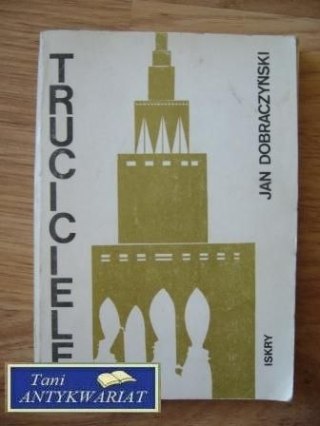 TRUCICIELE
JAN DOBRACZYŃSKI
ISKRY
Tani
ANTYKWARIAT